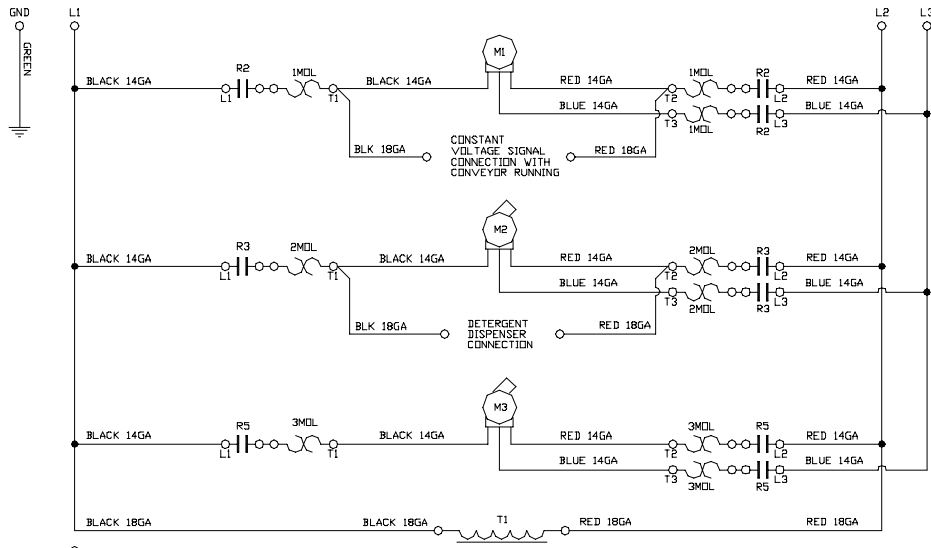 GND
L1
L2
L3
GREEN
M1
R2
1MOL
1MOL
R2
BLACK 14GA
BLACK 14GA
RED 14GA
RED 14GA
L1
T1
T2
L2
BLUE 14GA
BLUE 14GA
T3
1MOL
R2
L3
BLK 18GA
CONSTANT
VOLTAGE SIGNAL
CONNECTION WITH
CONVEYOR RUNNING
RED 18GA
M2
R3
2MOL
2MOL
R3
BLACK 14GA
BLACK 14GA
RED 14GA
RED 14GA
L1
T1
T2
L2
BLUE 14GA
BLUE 14GA
T3
2MOL
R3
L3
BLK 18GA
DETERGENT
DISPENSER
CONNECTION
RED 18GA
M3
R5
3MOL
3MOL
R5
BLACK 14GA
BLACK 14GA
RED 14GA
RED 14GA
L1
T1
T2
L2
BLUE 14GA
BLUE 14GA
T3
3MOL
R5
L3
BLACK 18GA
BLACK 18GA
T1
RED 18GA
RED 18GA